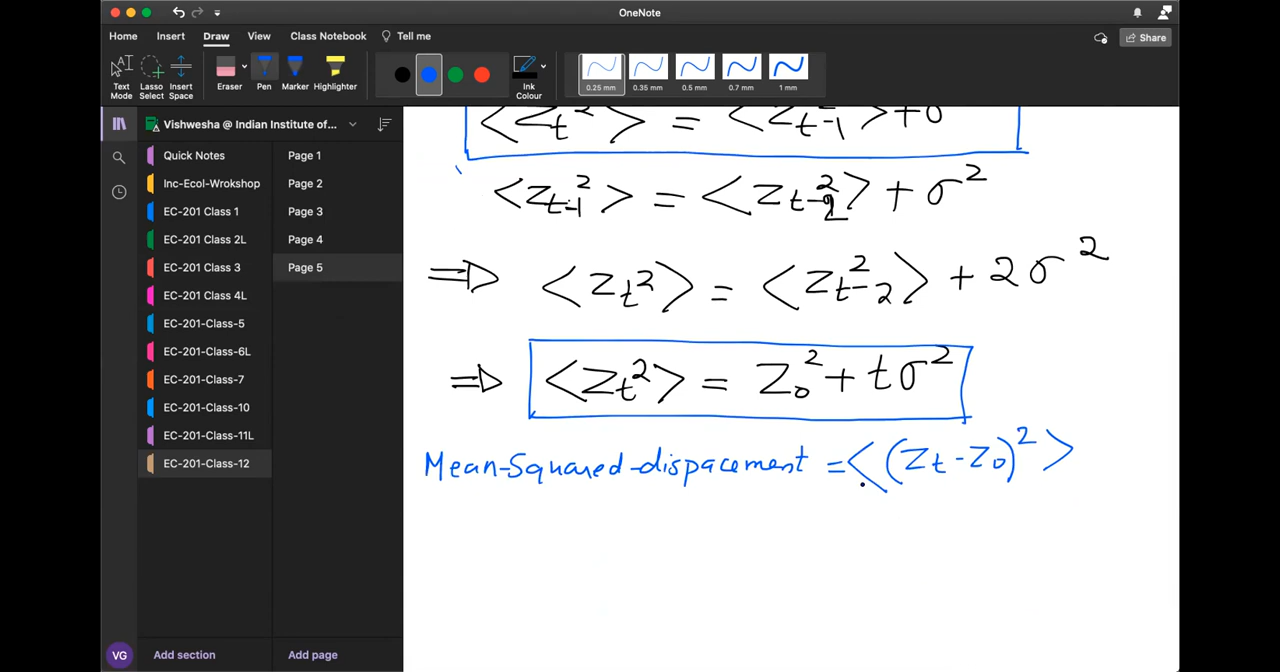 OneNote
Home Insert Draw View Class Notebook Tell me Share
Text Mode Lasso Select Insert Space Eraser Pen Marker Highlighter Ink Colour 0.25 mm 0.35 mm 0.5 mm 0.7 mm 1 mm
Vishwesha @ Indian Institute of...
Quick Notes
Inc-Ecol-Wrokshop
EC-201 Class 1
EC-201 Class 2L
EC-201 Class 3
EC-201 Class 4L
EC-201-Class-5
EC-201-Class-6L
EC-201-Class-7
EC-201-Class-10
EC-201-Class-11L
EC-201-Class-12
Page 1
Page 2
Page 3
Page 4
Page 5
<Z_t^2> = <Z_{t-1}> + σ
<Z_{t-1}^2> = <Z_{t-2}^2> + σ^2
⇒ <Z_t^2> = <Z_{t-2}^2> + 2σ^2
⇒ <Z_t^2> = Z_0^2 + tσ^2
Mean-Squared-dispacement = <(Z_t - Z_0)^2>
VG Add section Add page